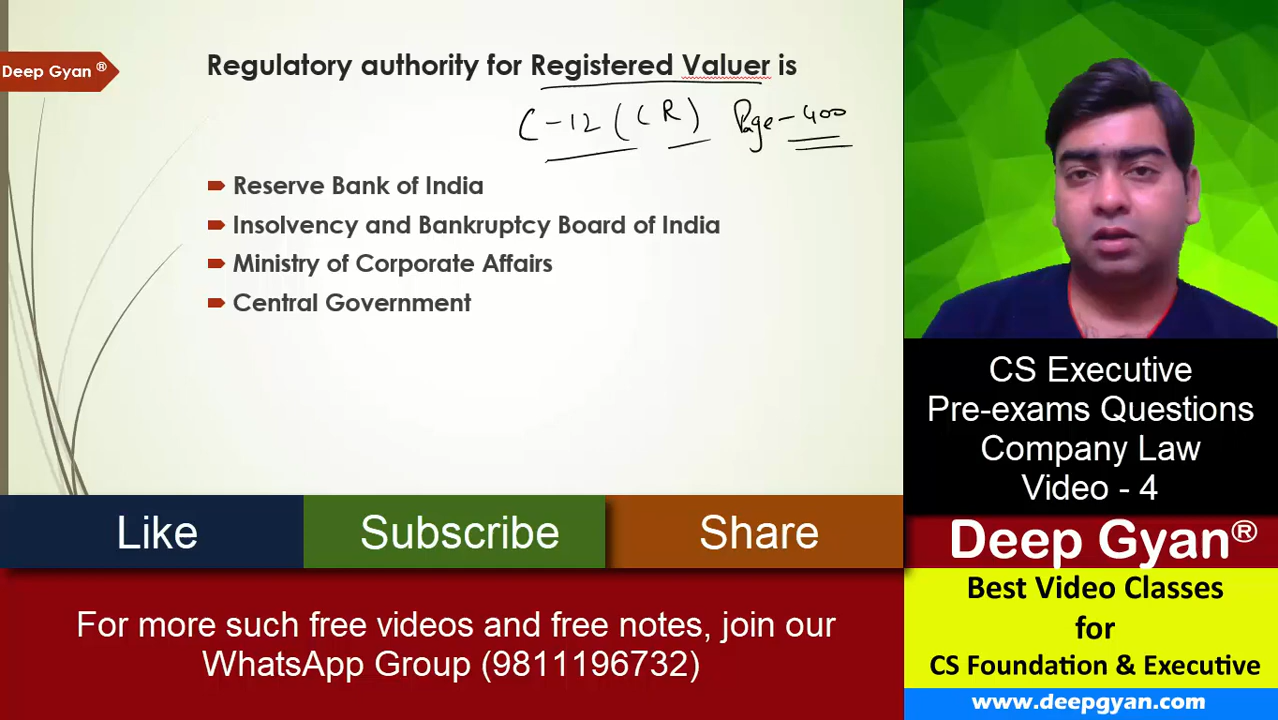 Deep Gyan ®
Regulatory authority for Registered Valuer is
C-12 (CR) Page-400
Reserve Bank of India
Insolvency and Bankruptcy Board of India
Ministry of Corporate Affairs
Central Government
CS Executive
Pre-exams Questions
Company Law
Video - 4
Like
Subscribe
Share
Deep Gyan®
Best Video Classes
for
CS Foundation & Executive
www.deepgyan.com
For more such free videos and free notes, join our
WhatsApp Group (9811196732)